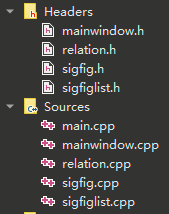 Headers
mainwindow.h
relation.h
sigfig.h
sigfiglist.h
Sources
main.cpp
mainwindow.cpp
relation.cpp
sigfig.cpp
sigfiglist.cpp